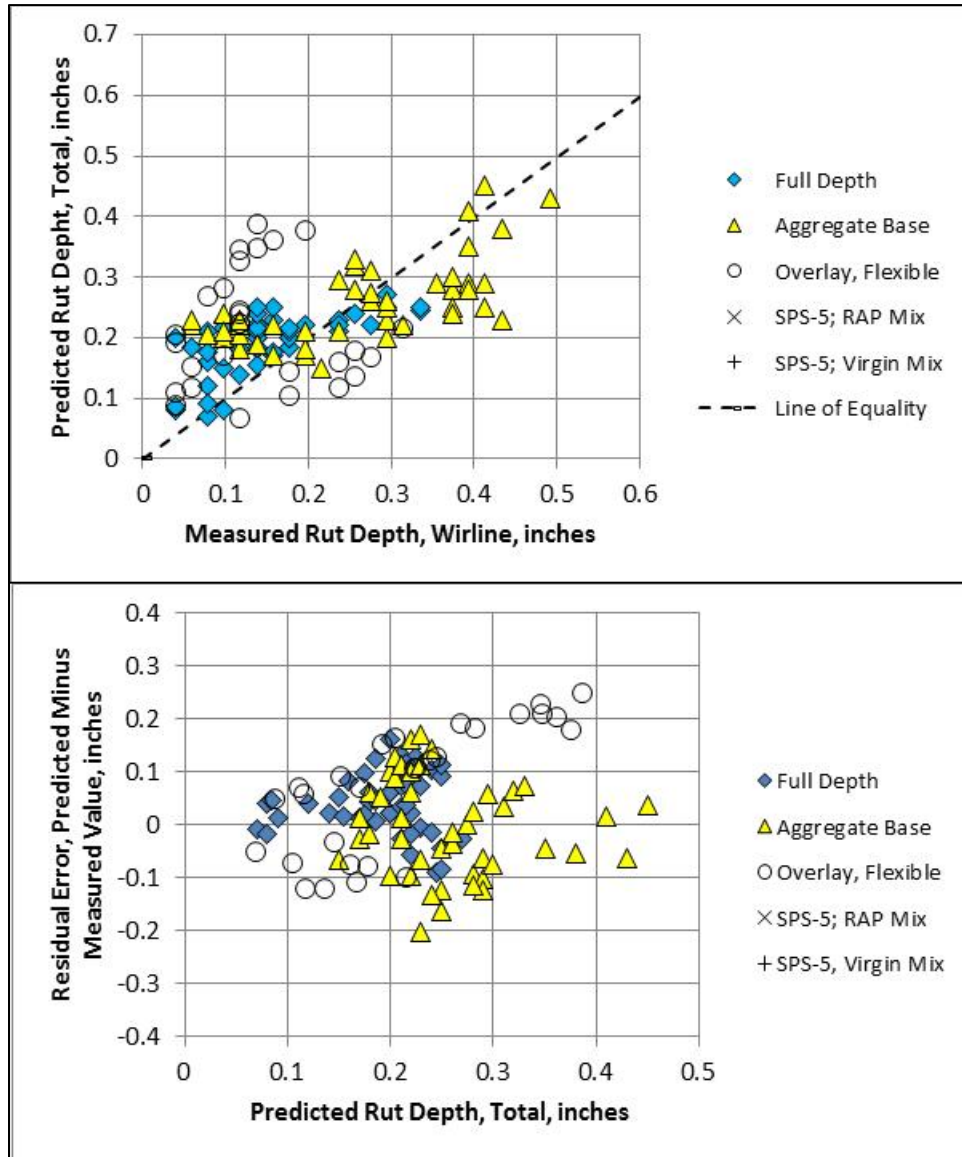 Predicted Rut Depht, Total, inches
0.7
0.6
0.5
0.4
0.3
0.2
0.1
0
0 0.1 0.2 0.3 0.4 0.5 0.6
Measured Rut Depth, Wirline, inches
Full Depth
Aggregate Base
Overlay, Flexible
SPS-5; RAP Mix
SPS-5; Virgin Mix
Line of Equality
Residual Error, Predicted Minus
Measured Value, inches
0.4
0.3
0.2
0.1
0
-0.1
-0.2
-0.3
-0.4
0 0.1 0.2 0.3 0.4 0.5
Predicted Rut Depth, Total, inches
Full Depth
Aggregate Base
Overlay, Flexible
SPS-5; RAP Mix
SPS-5, Virgin Mix